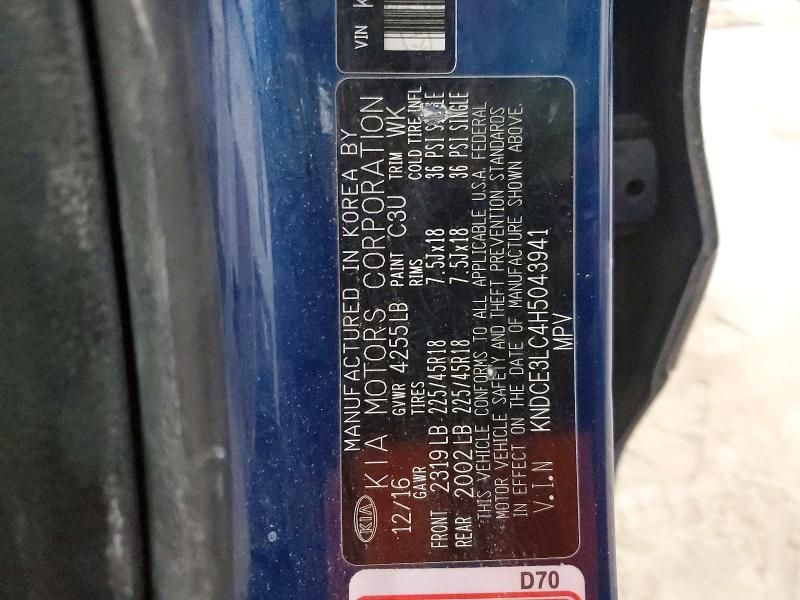 VIN K
MANUFACTURED IN KOREA BY
KIA KIA MOTORS CORPORATION
12/16 GVWR 4255LB PAINT C3U TRIM WK
GAWR TIRES RIMS COLD TIRE INFL
FRONT 2319LB 225/45R18 7.5Jx18 36 PSI SINGLE
REAR 2002LB 225/45R18 7.5Jx18 36 PSI SINGLE
THIS VEHICLE CONFORMS TO ALL APPLICABLE U.S.A. FEDERAL
MOTOR VEHICLE SAFETY AND THEFT PREVENTION STANDARDS
IN EFFECT ON THE DATE OF MANUFACTURE SHOWN ABOVE.
V.I.N KNDCE3LC4H5043941
MPV
D70